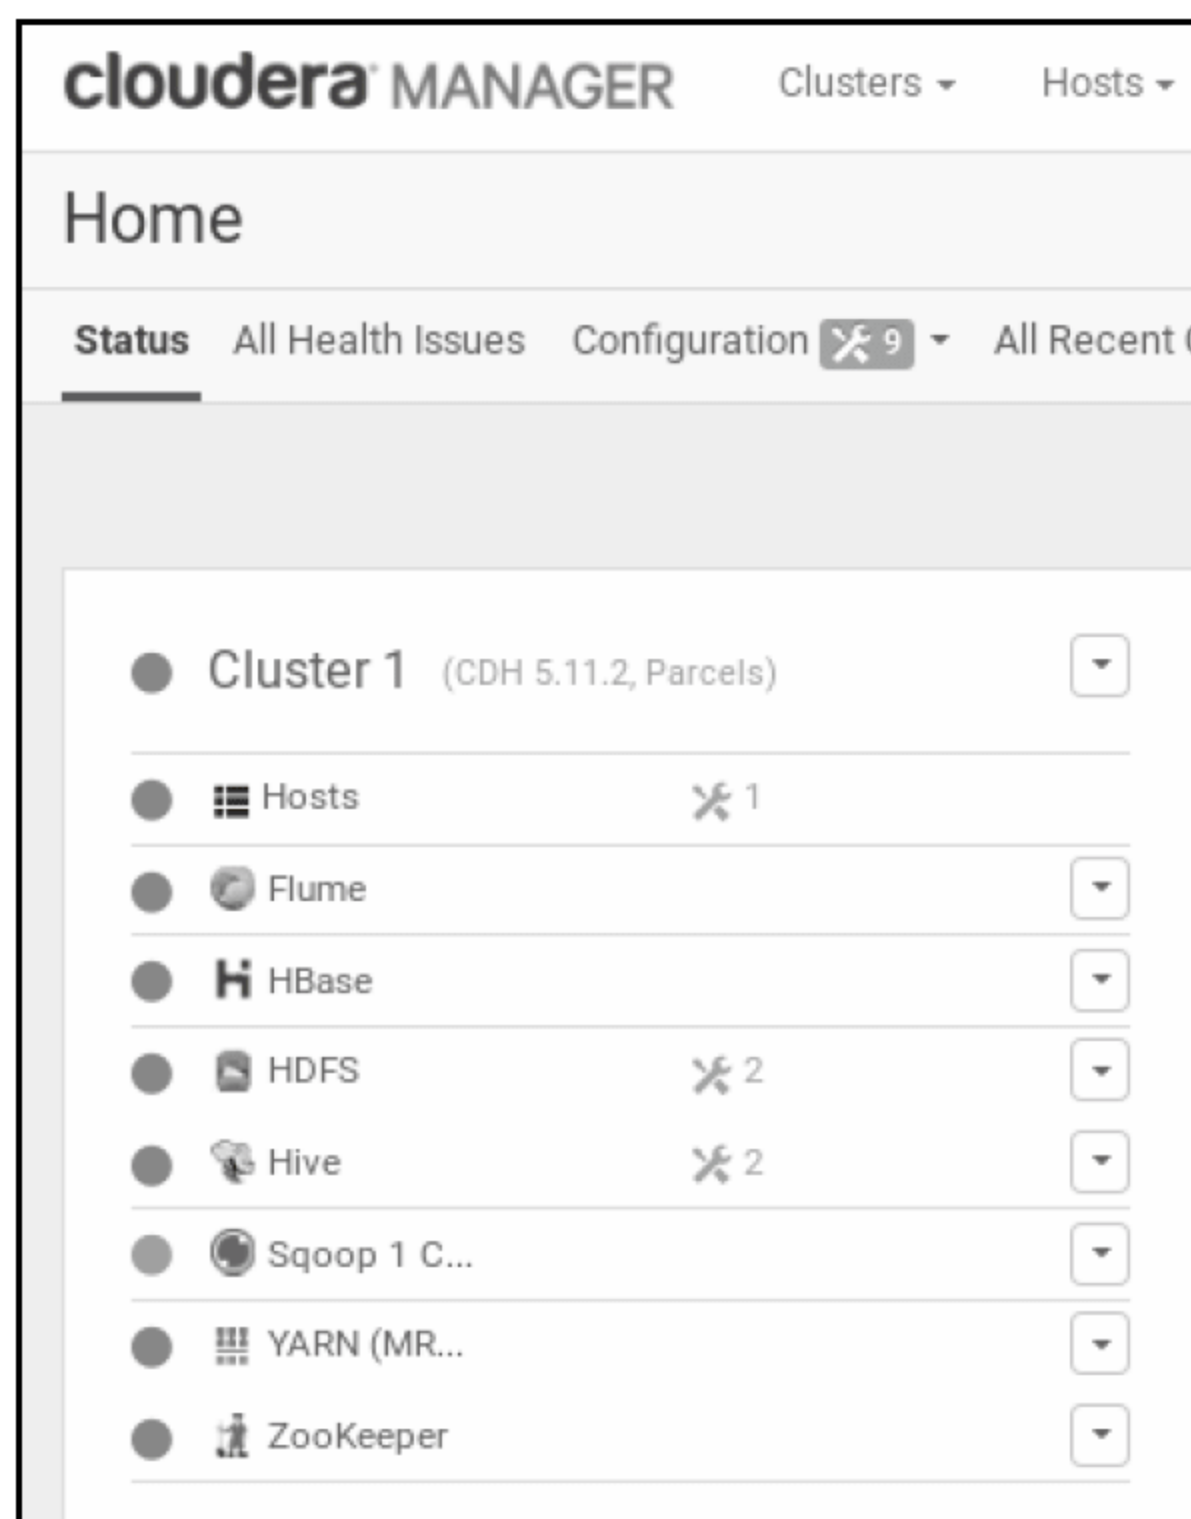 cloudera MANAGER Clusters Hosts
Home
Status All Health Issues Configuration 9 All Recent
Cluster 1 (CDH 5.11.2, Parcels)
Hosts 1
Flume
HBase
HDFS 2
Hive 2
Sqoop 1 C...
YARN (MR...
ZooKeeper